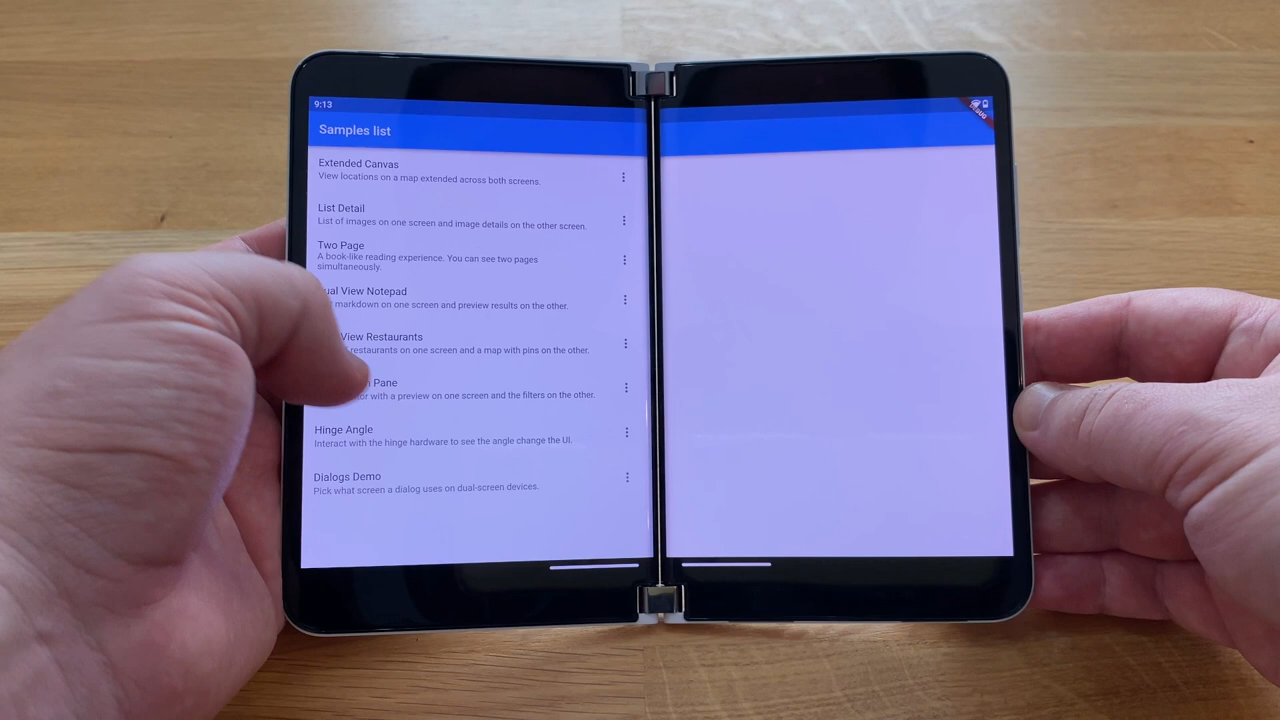 9:13
DEBUG
Samples list
Extended Canvas
View locations on a map extended across both screens.
List Detail
List of images on one screen and image details on the other screen.
Two Page
A book-like reading experience. You can see two pages
simultaneously.
View Notepad
markdown on one screen and preview results on the other.
View Restaurants
restaurants on one screen and a map with pins on the other.
Pane
with a preview on one screen and the filters on the other.
Hinge Angle
Interact with the hinge hardware to see the angle change the UI.
Dialogs Demo
Pick what screen a dialog uses on dual-screen devices.